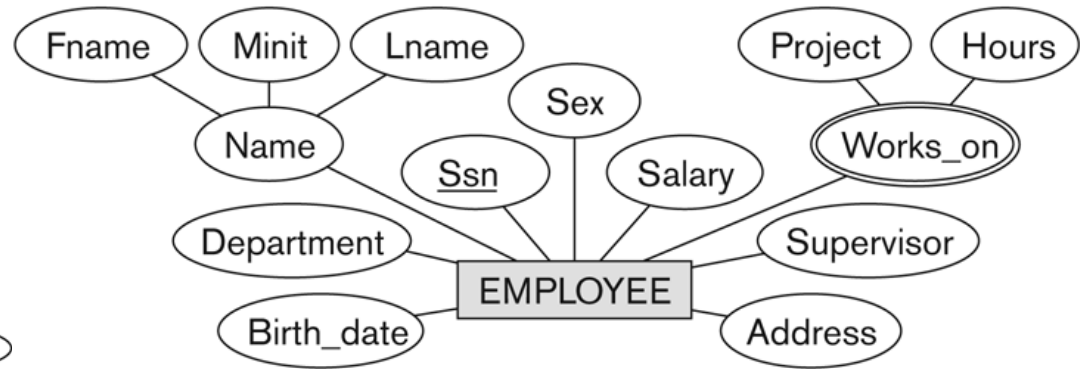 Fname
Minit
Lname
Project
Hours
Sex
Name
Works_on
Ssn
Salary
Department
Supervisor
EMPLOYEE
Birth_date
Address